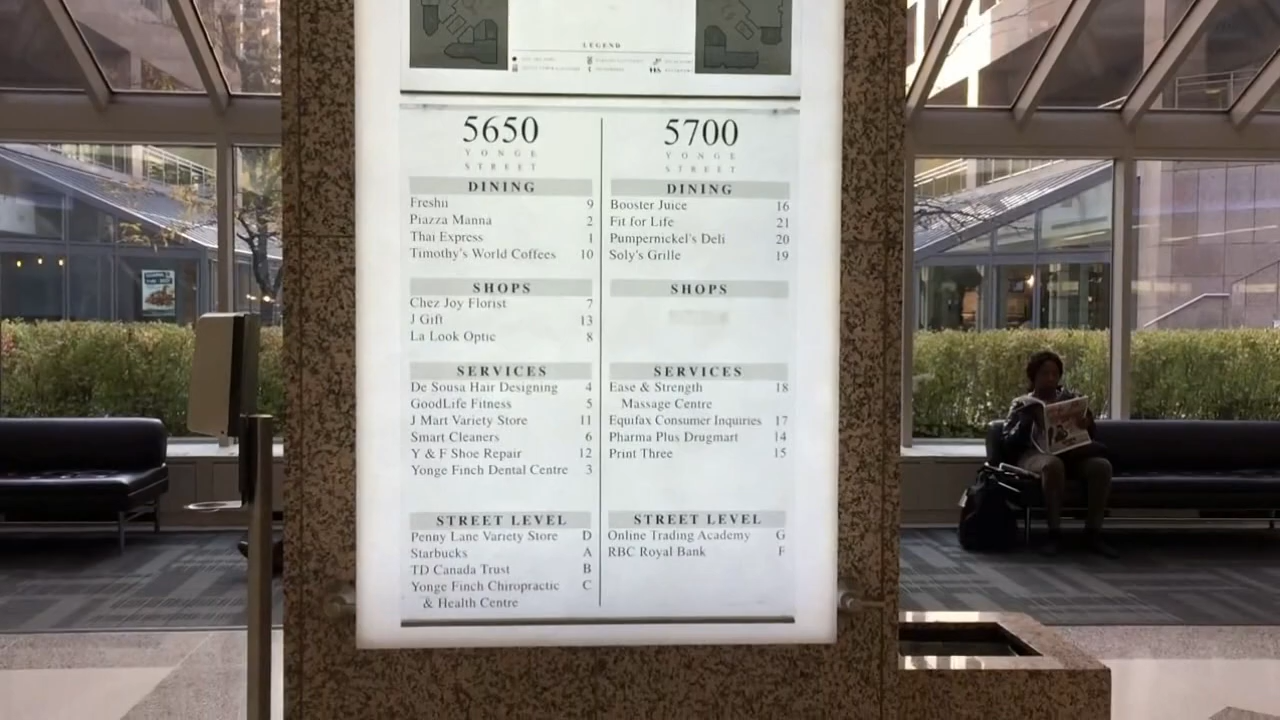 LEGEND
5650
YONGE
STREET
DINING
Freshii 9
Piazza Manna 2
Thai Express 1
Timothy's World Coffees 10
SHOPS
Chez Joy Florist 7
J Gift 13
La Look Optic 8
SERVICES
De Sousa Hair Designing 4
GoodLife Fitness 5
J Mart Variety Store 11
Smart Cleaners 6
Y & F Shoe Repair 12
Yonge Finch Dental Centre 3
STREET LEVEL
Penny Lane Variety Store D
Starbucks A
TD Canada Trust B
Yonge Finch Chiropractic C
& Health Centre
5700
YONGE
STREET
DINING
Booster Juice 16
Fit for Life 21
Pumpernickel's Deli 20
Soly's Grille 19
SHOPS
SERVICES
Ease & Strength 18
Massage Centre
Equifax Consumer Inquiries 17
Pharma Plus Drugmart 14
Print Three 15
STREET LEVEL
Online Trading Academy G
RBC Royal Bank F